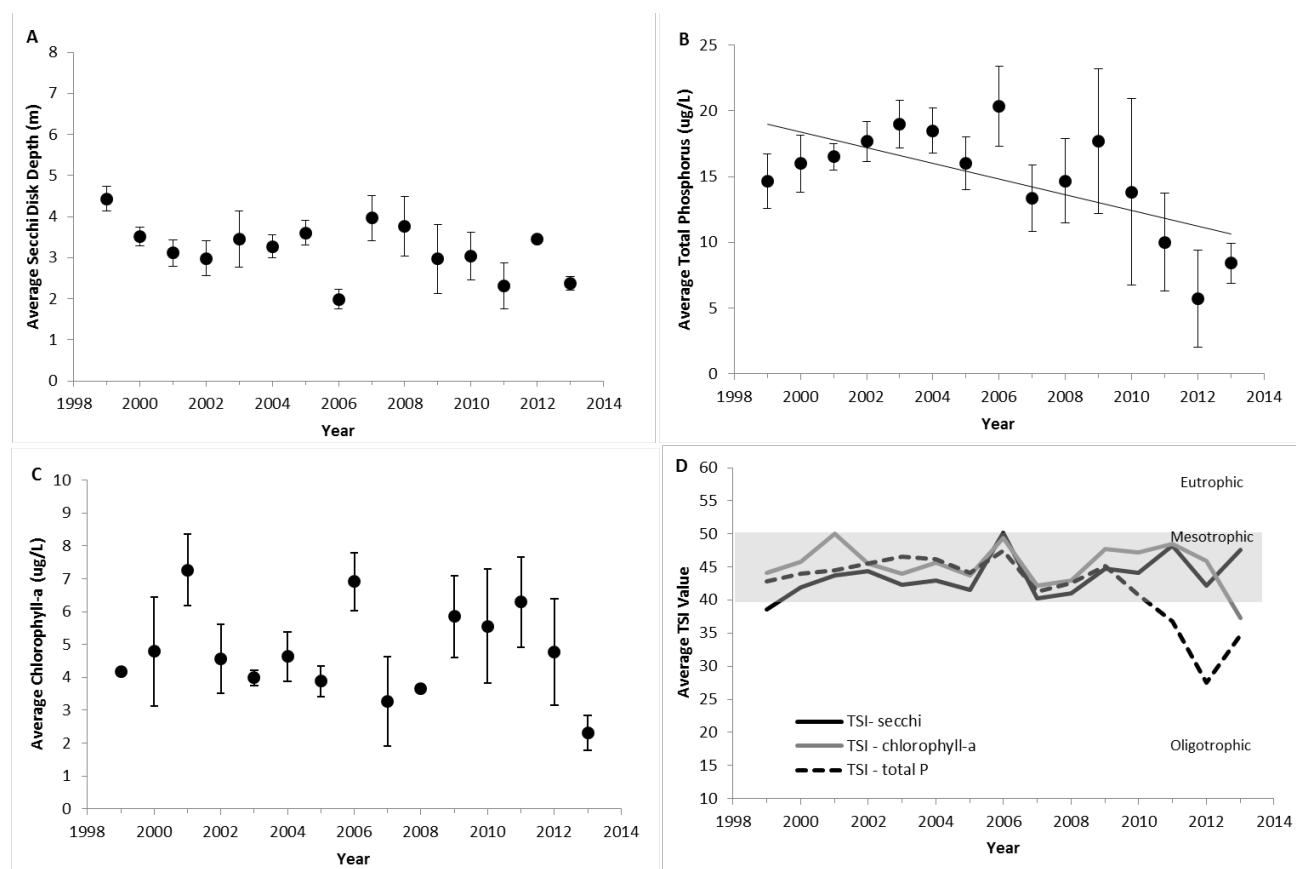 A
Average Secchi Disk Depth (m)
8
7
6
5
4
3
2
1
0
1998 2000 2002 2004 2006 2008 2010 2012 2014
Year
B
Average Total Phosphorus (ug/L)
25
20
15
10
5
0
1998 2000 2002 2004 2006 2008 2010 2012 2014
Year
C
Average Chlorophyll-a (ug/L)
10
9
8
7
6
5
4
3
2
1
0
1998 2000 2002 2004 2006 2008 2010 2012 2014
Year
D
Average TSI Value
60
55
50
45
40
35
30
25
20
15
10
Eutrophic
Mesotrophic
Oligotrophic
TSI- secchi
TSI - chlorophyll-a
TSI - total P
1998 2000 2002 2004 2006 2008 2010 2012 2014
Year